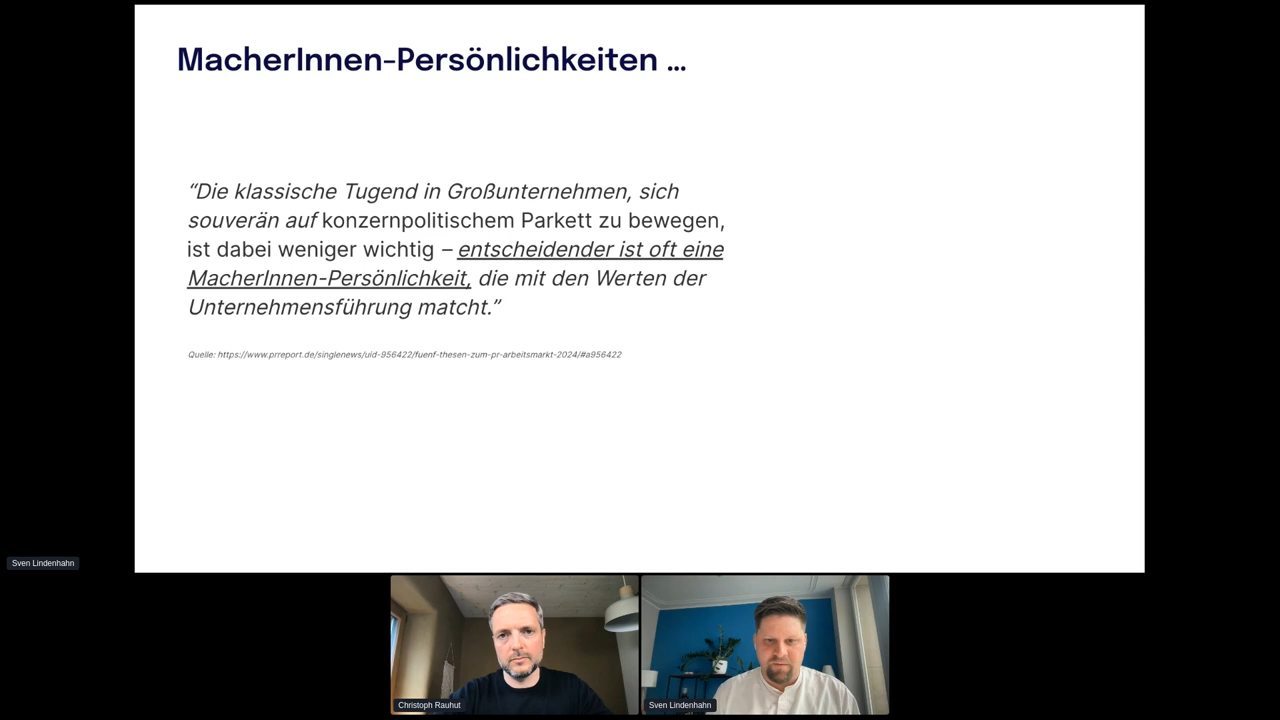 MacherInnen-Persönlichkeiten ...
“Die klassische Tugend in Großunternehmen, sich
souverän auf konzernpolitischem Parkett zu bewegen,
ist dabei weniger wichtig – entscheidender ist oft eine
MacherInnen-Persönlichkeit, die mit den Werten der
Unternehmensführung matcht.”
Quelle: https://www.prreport.de/singlenews/uid-956422/fuenf-thesen-zum-pr-arbeitsmarkt-2024/#a956422
Sven Lindenhahn
Christoph Rauhut
Sven Lindenhahn